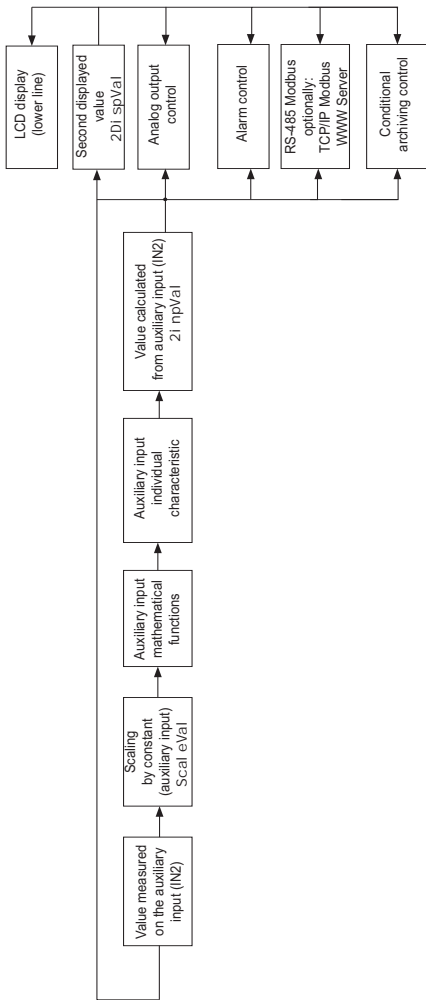 LCD display
(lower line)
Second displayed
value
2Di spVal
Analog output
control
Alarm control
RS-485 Modbus
optionally:
TCP/IP Modbus
WWW Server
Conditional
archiving control
Value calculated
from auxiliary input (IN2)
2i npVal
Auxiliary input
individual
characteristic
Auxiliary input
mathematical
functions
Scaling
by constant
(auxiliary input)
Scal eVal
Value measured
on the auxiliary
input (IN2)